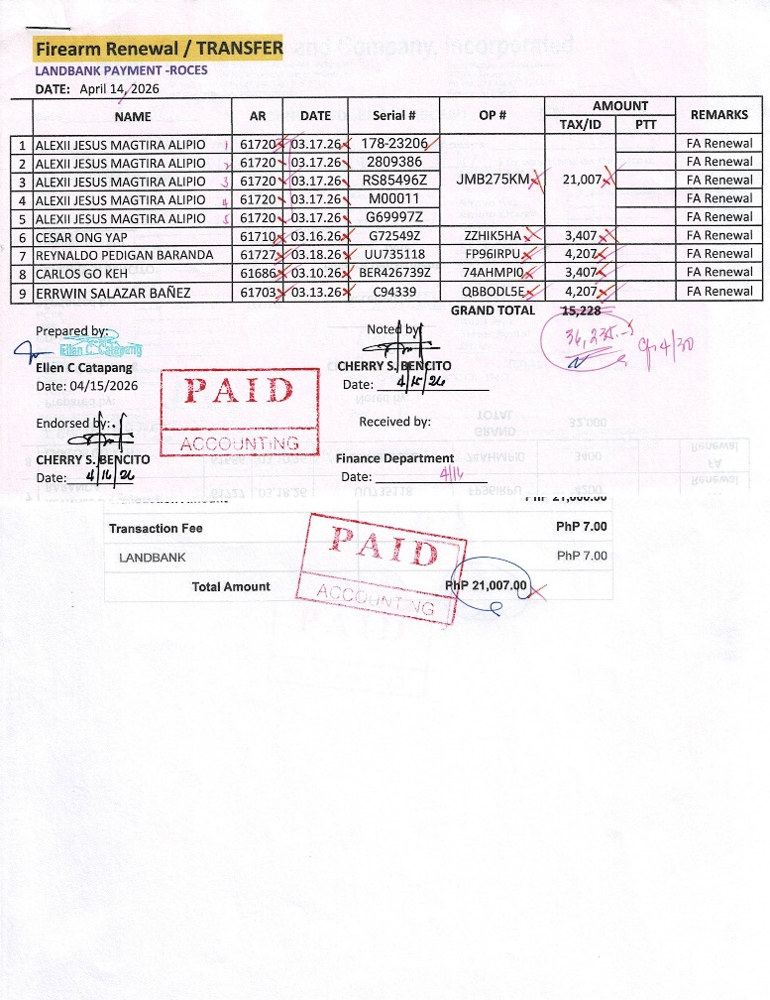 Firearm Renewal / TRANSFER
LANDBANK PAYMENT -ROCES
DATE: April 14, 2026
NAME AR DATE Serial # OP # AMOUNT REMARKS
TAX/ID PTT
1 ALEXII JESUS MAGTIRA ALIPIO 1 61720 03.17.26 178-23206 FA Renewal
2 ALEXII JESUS MAGTIRA ALIPIO 2 61720 03.17.26 2809386 FA Renewal
3 ALEXII JESUS MAGTIRA ALIPIO 3 61720 03.17.26 RS85496Z JMB275KM 21,007 FA Renewal
4 ALEXII JESUS MAGTIRA ALIPIO 4 61720 03.17.26 M00011 FA Renewal
5 ALEXII JESUS MAGTIRA ALIPIO 5 61720 03.17.26 G69997Z FA Renewal
6 CESAR ONG YAP 61710 03.16.26 G72549Z ZZHIK5HA 3,407 FA Renewal
7 REYNALDO PEDIGAN BARANDA 61727 03.18.26 UU735118 FP96IRPU 4,207 FA Renewal
8 CARLOS GO KEH 61686 03.10.26 BER426739Z 74AHMPI0 3,407 FA Renewal
9 ERRWIN SALAZAR BAÑEZ 61703 03.13.26 C94339 QBBODL5E 4,207 FA Renewal
GRAND TOTAL 15,228
36,235.-
4/30
Prepared by: Noted by
Ellen C. Catapang
Ellen C Catapang CHERRY S. BENCITO
Date: 04/15/2026 Date: 4/15/26
PAID
ACCOUNTING
Endorsed by: Received by:
CHERRY S. BENCITO Finance Department
Date: 4/16/26 Date: 4/16
Transaction Fee PhP 7.00
LANDBANK PhP 7.00
Total Amount PhP 21,007.00
PAID
ACCOUNTING